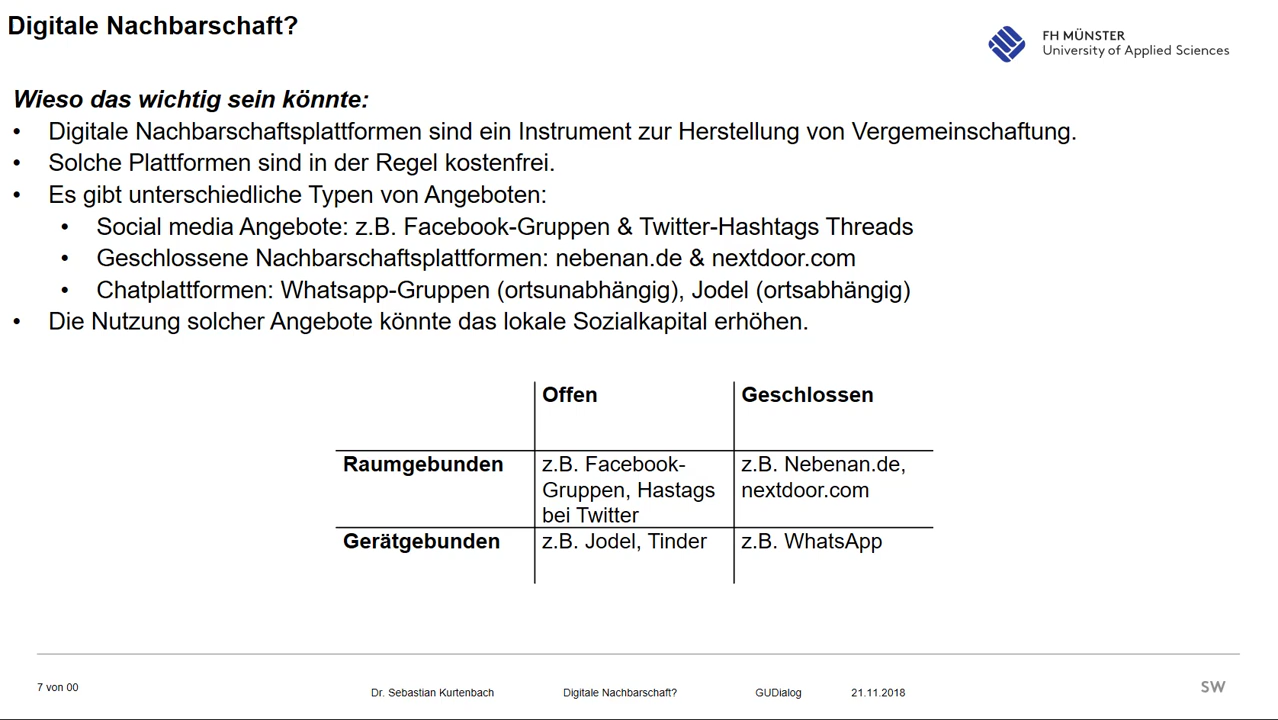 Digitale Nachbarschaft?
FH MÜNSTER
University of Applied Sciences
Wieso das wichtig sein könnte:
• Digitale Nachbarschaftsplattformen sind ein Instrument zur Herstellung von Vergemeinschaftung.
• Solche Plattformen sind in der Regel kostenfrei.
• Es gibt unterschiedliche Typen von Angeboten:
• Social media Angebote: z.B. Facebook-Gruppen & Twitter-Hashtags Threads
• Geschlossene Nachbarschaftsplattformen: nebenan.de & nextdoor.com
• Chatplattformen: Whatsapp-Gruppen (ortsunabhängig), Jodel (ortsabhängig)
• Die Nutzung solcher Angebote könnte das lokale Sozialkapital erhöhen.
Offen Geschlossen
Raumgebunden z.B. Facebook- z.B. Nebenan.de,
Gruppen, Hastags nextdoor.com
bei Twitter
Gerätgebunden z.B. Jodel, Tinder z.B. WhatsApp
7 von 00 Dr. Sebastian Kurtenbach Digitale Nachbarschaft? GUDialog 21.11.2018 SW